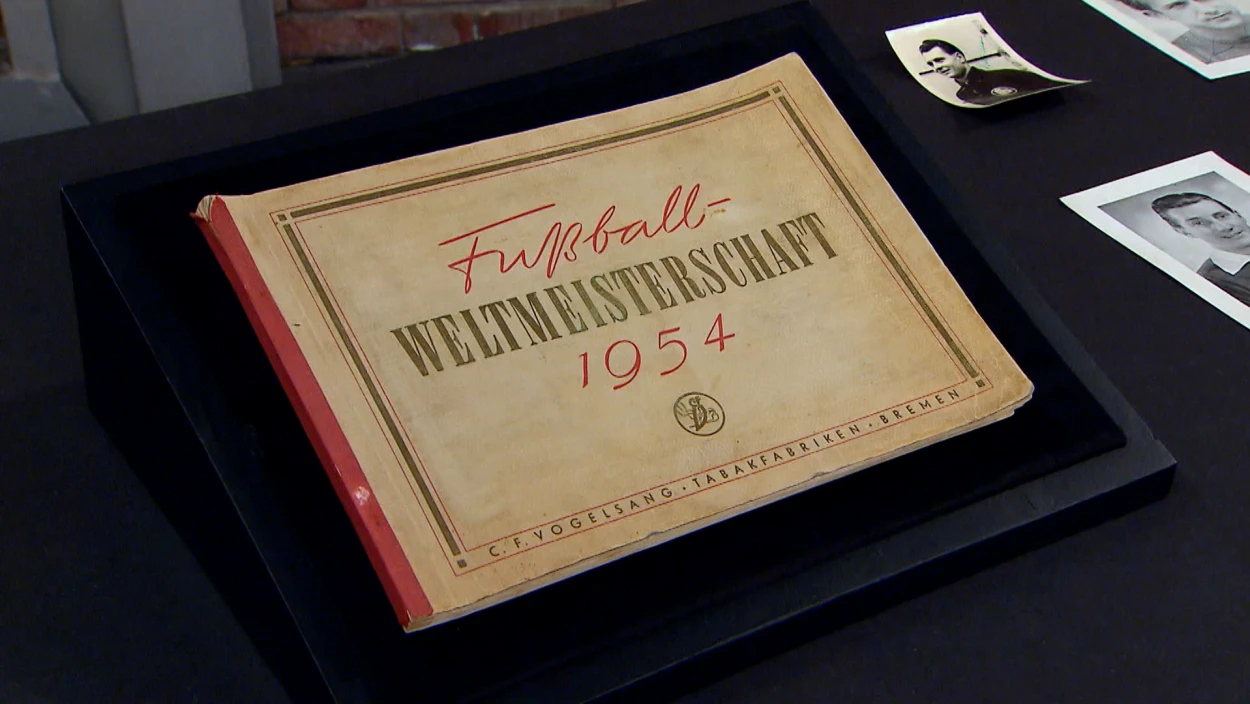 Fußball-
WELTMEISTERSCHAFT
1954
C. F. VOGELSANG · TABAKFABRIKEN · BREMEN